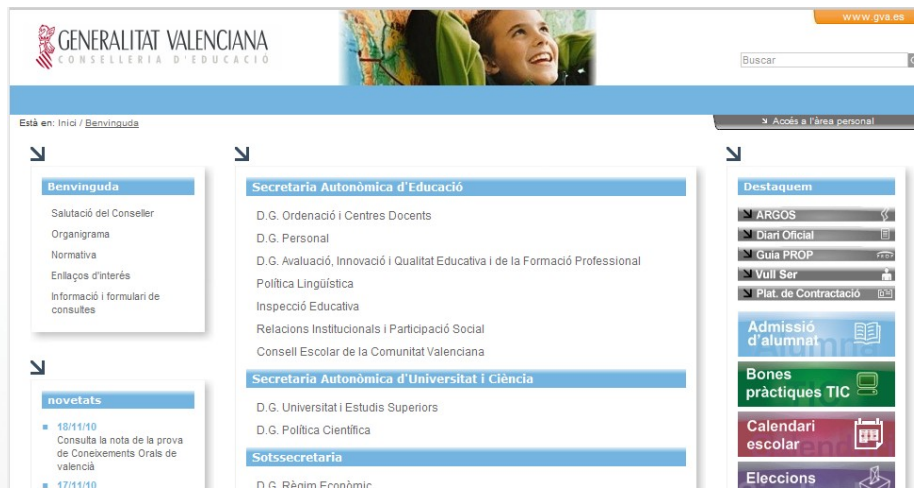 www.gva.es
GENERALITAT VALENCIANA
CONSELLERIA D'EDUCACIÓ
Buscar
Està en: Inici / Benvinguda
Accés a l'àrea personal
Benvinguda
Salutació del Conseller
Organigrama
Normativa
Enllaços d'interés
Informació i formulari de
consultes
novetats
18/11/10
Consulta la nota de la prova
de Coneixements Orals de
valencià
17/11/10
Secretaria Autonòmica d'Educació
D.G. Ordenació i Centres Docents
D.G. Personal
D.G. Avaluació, Innovació i Qualitat Educativa i de la Formació Professional
Política Lingüística
Inspecció Educativa
Relacions Institucionals i Participació Social
Consell Escolar de la Comunitat Valenciana
Secretaria Autonòmica d'Universitat i Ciència
D.G. Universitat i Estudis Superiors
D.G. Política Científica
Sotssecretaria
D.G. Règim Econòmic
Destaquem
ARGOS
Diari Oficial
Guia PROP
Vull Ser
Plat. de Contractació
Admissió
d'alumnat
Bones
pràctiques TIC
Calendari
escolar
Eleccions